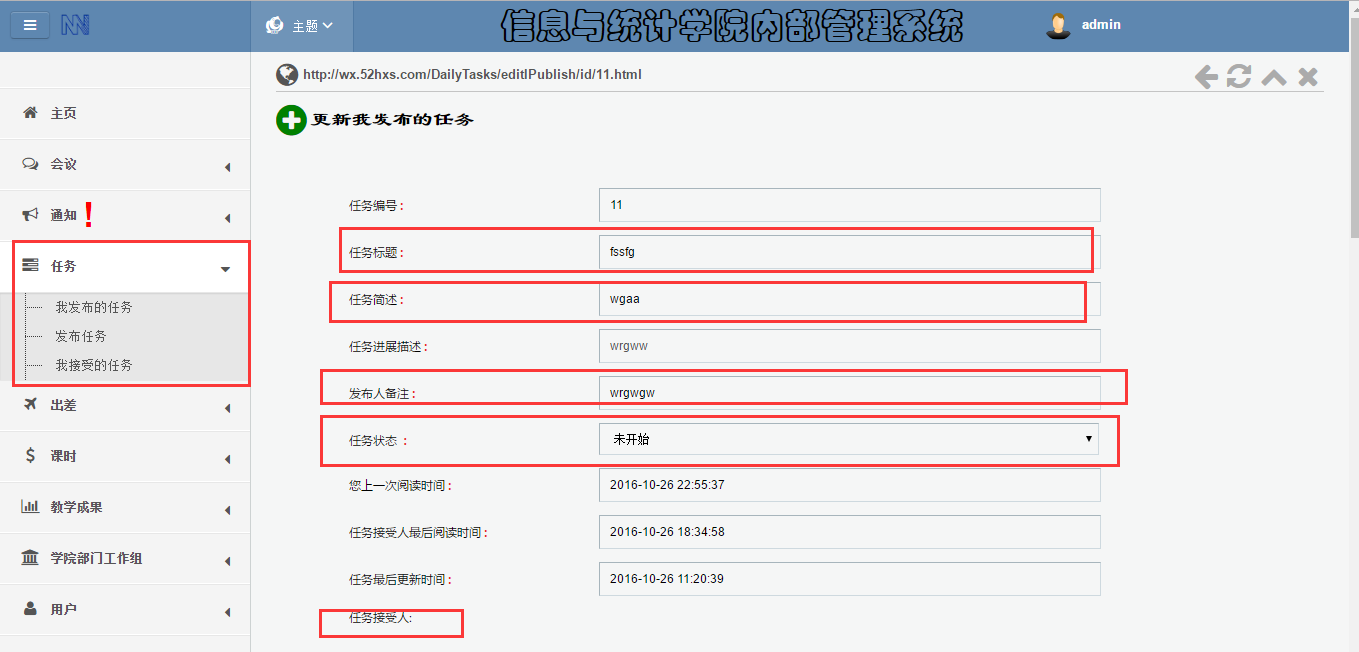 主题
信息与统计学院内部管理系统
admin
http://wx.52hxs.com/DailyTasks/editIPublish/id/11.html
更新我发布的任务
主页
会议
通知❗
任务
我发布的任务
发布任务
我接受的任务
出差
课时
教学成果
学院部门工作组
用户
任务编号: 11
任务标题: fssfg
任务简述: wgaa
任务进展描述: wrgww
发布人备注: wrgwgw
任务状态 : 未开始
您上一次阅读时间: 2016-10-26 22:55:37
任务接受人最后阅读时间: 2016-10-26 18:34:58
任务最后更新时间: 2016-10-26 11:20:39
任务接受人: